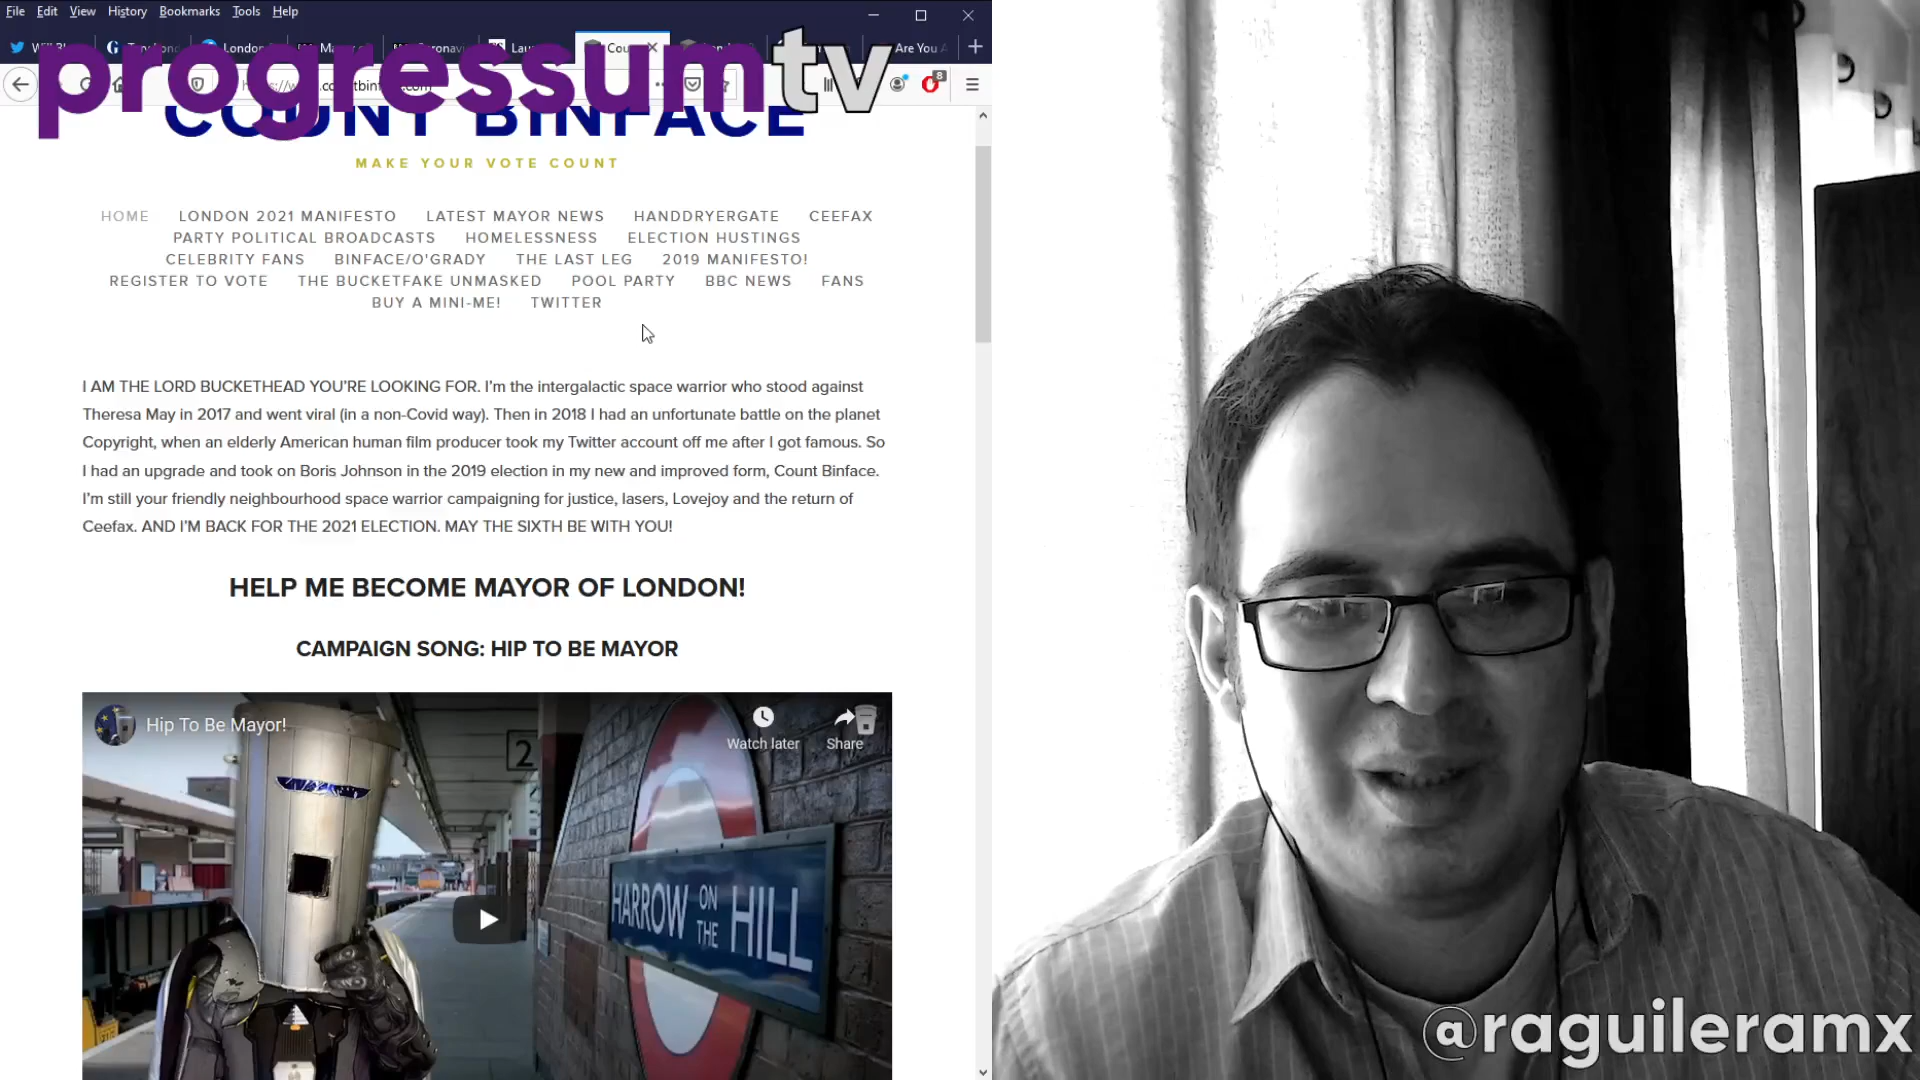 File Edit View History Bookmarks Tools Help
progressumtv
COUNT BINFACE
MAKE YOUR VOTE COUNT
HOME LONDON 2021 MANIFESTO LATEST MAYOR NEWS HANDDRYERGATE CEEFAX
PARTY POLITICAL BROADCASTS HOMELESSNESS ELECTION HUSTINGS
CELEBRITY FANS BINFACE/O'GRADY THE LAST LEG 2019 MANIFESTO!
REGISTER TO VOTE THE BUCKETFAKE UNMASKED POOL PARTY BBC NEWS FANS
BUY A MINI-ME! TWITTER
I AM THE LORD BUCKETHEAD YOU'RE LOOKING FOR. I'm the intergalactic space warrior who stood against
Theresa May in 2017 and went viral (in a non-Covid way). Then in 2018 I had an unfortunate battle on the planet
Copyright, when an elderly American human film producer took my Twitter account off me after I got famous. So
I had an upgrade and took on Boris Johnson in the 2019 election in my new and improved form, Count Binface.
I'm still your friendly neighbourhood space warrior campaigning for justice, lasers, Lovejoy and the return of
Ceefax. AND I'M BACK FOR THE 2021 ELECTION. MAY THE SIXTH BE WITH YOU!
HELP ME BECOME MAYOR OF LONDON!
CAMPAIGN SONG: HIP TO BE MAYOR
Hip To Be Mayor!
Watch later Share
2
HARROW ON THE HILL
@raguileramx